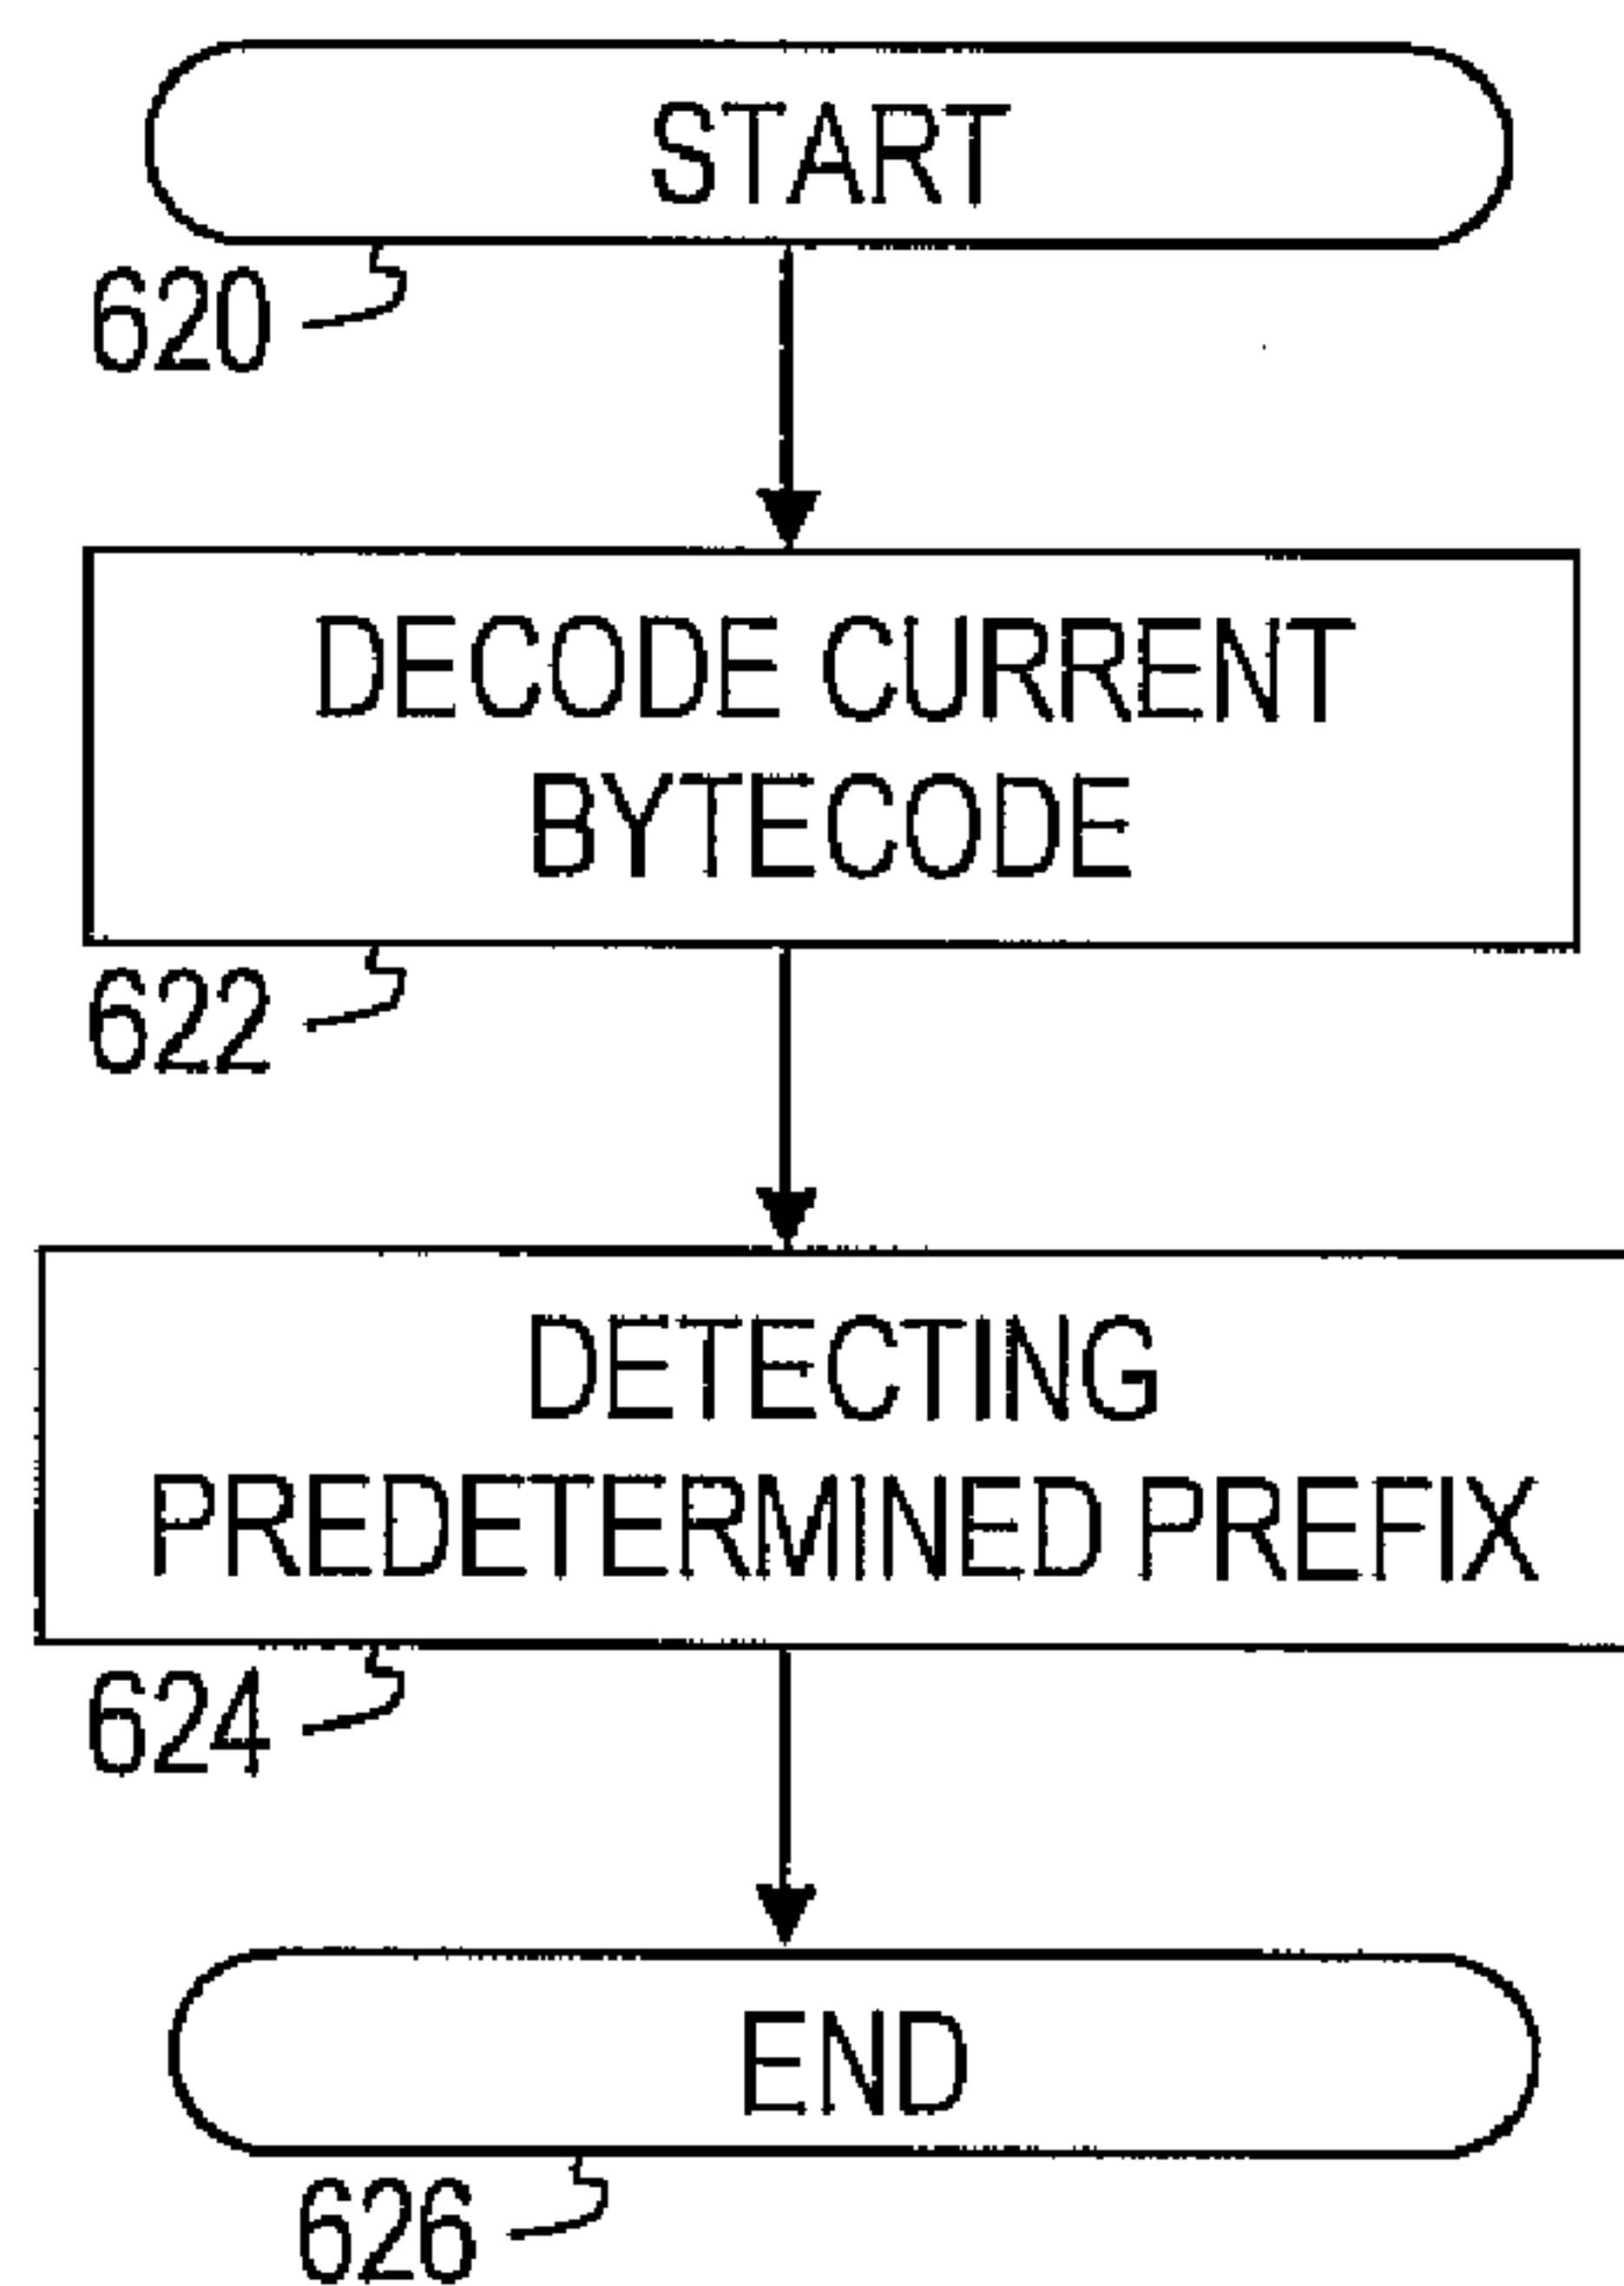 START
620
DECODE CURRENT
BYTECODE
622
DETECTING
PREDETERMINED PREFIX
624
END
626